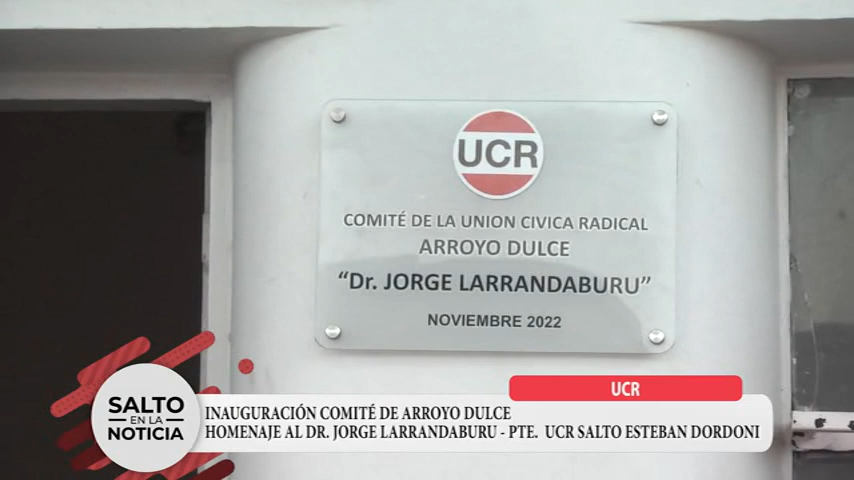 UCR
COMITÉ DE LA UNION CIVICA RADICAL
ARROYO DULCE
“Dr. JORGE LARRANDABURU”
NOVIEMBRE 2022
UCR
SALTO
EN LA
NOTICIA
INAUGURACIÓN COMITÉ DE ARROYO DULCE
HOMENAJE AL DR. JORGE LARRANDABURU - PTE. UCR SALTO ESTEBAN DORDONI